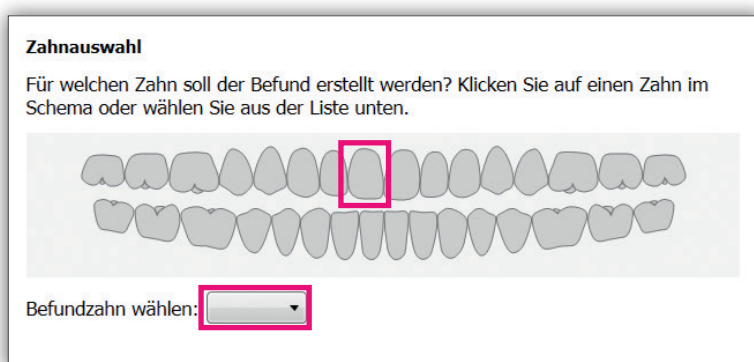 Zahnauswahl
Für welchen Zahn soll der Befund erstellt werden? Klicken Sie auf einen Zahn im
Schema oder wählen Sie aus der Liste unten.
Befundzahn wählen: